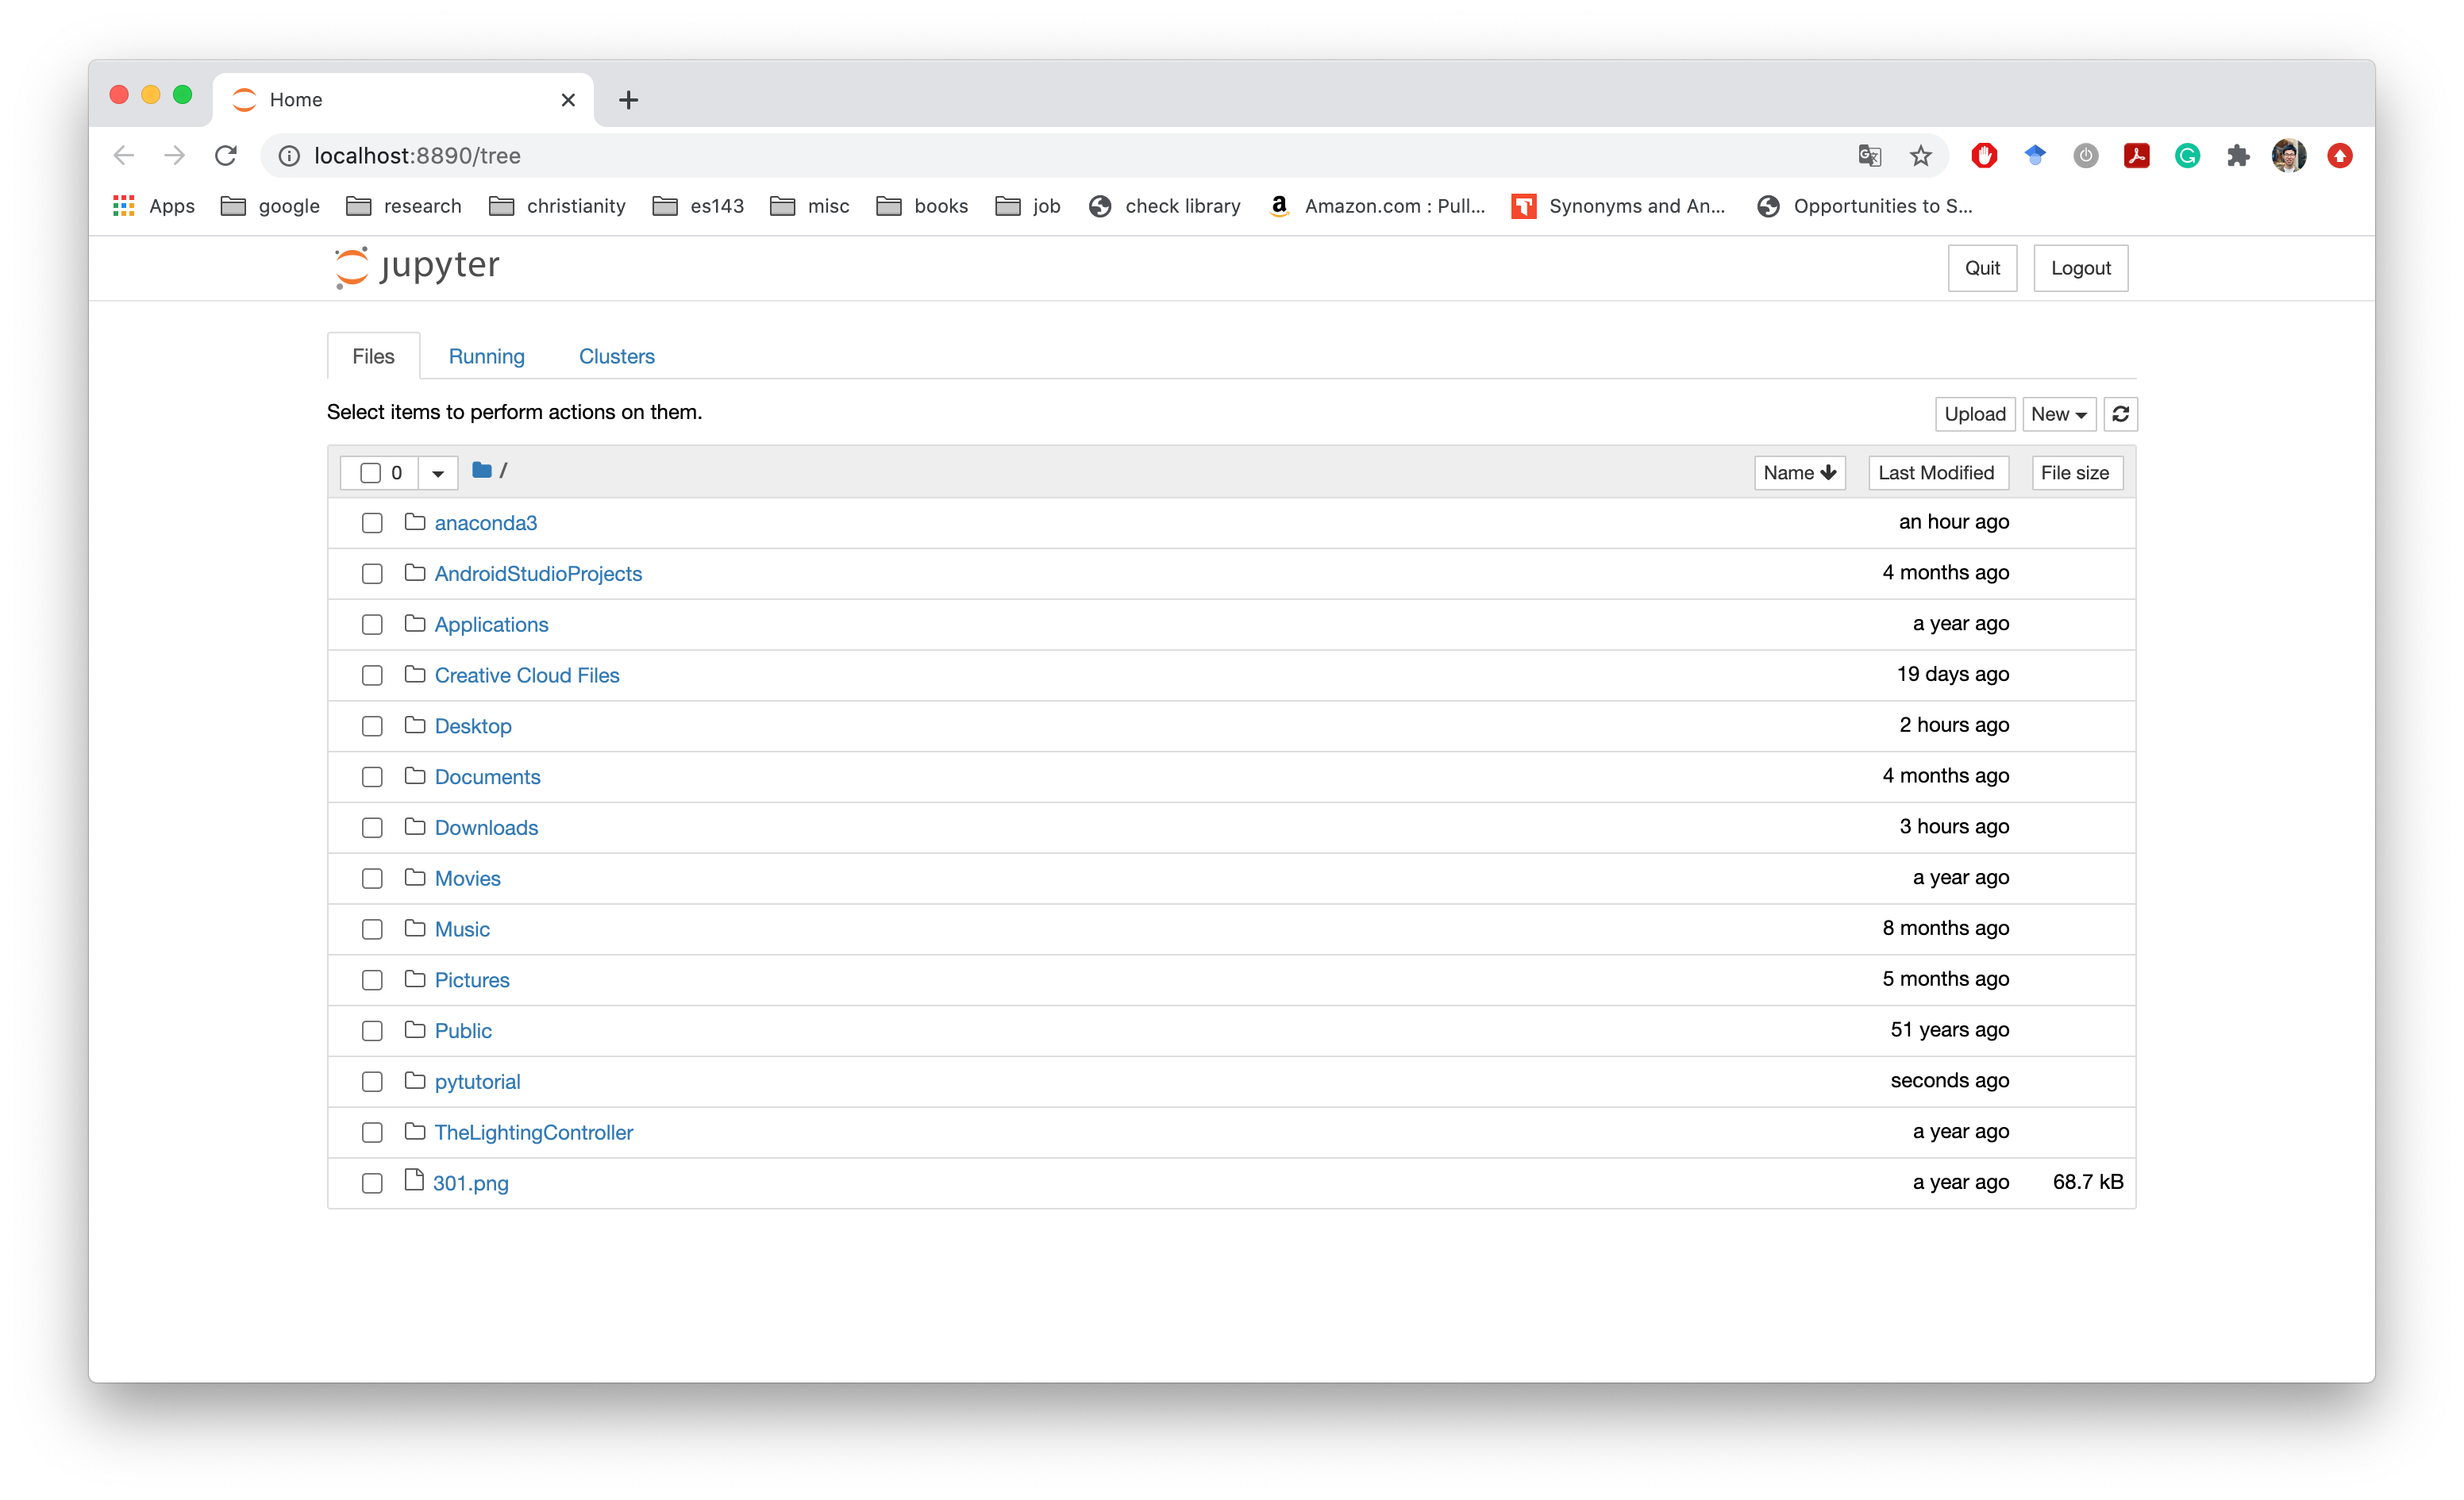 Home
localhost:8890/tree
Apps google research christianity es143 misc books job check library Amazon.com : Pull... Synonyms and An... Opportunities to S...
jupyter
Quit Logout
Files Running Clusters
Select items to perform actions on them.
Upload New
0 /
Name Last Modified File size
anaconda3 an hour ago
AndroidStudioProjects 4 months ago
Applications a year ago
Creative Cloud Files 19 days ago
Desktop 2 hours ago
Documents 4 months ago
Downloads 3 hours ago
Movies a year ago
Music 8 months ago
Pictures 5 months ago
Public 51 years ago
pytutorial seconds ago
TheLightingController a year ago
301.png a year ago 68.7 kB